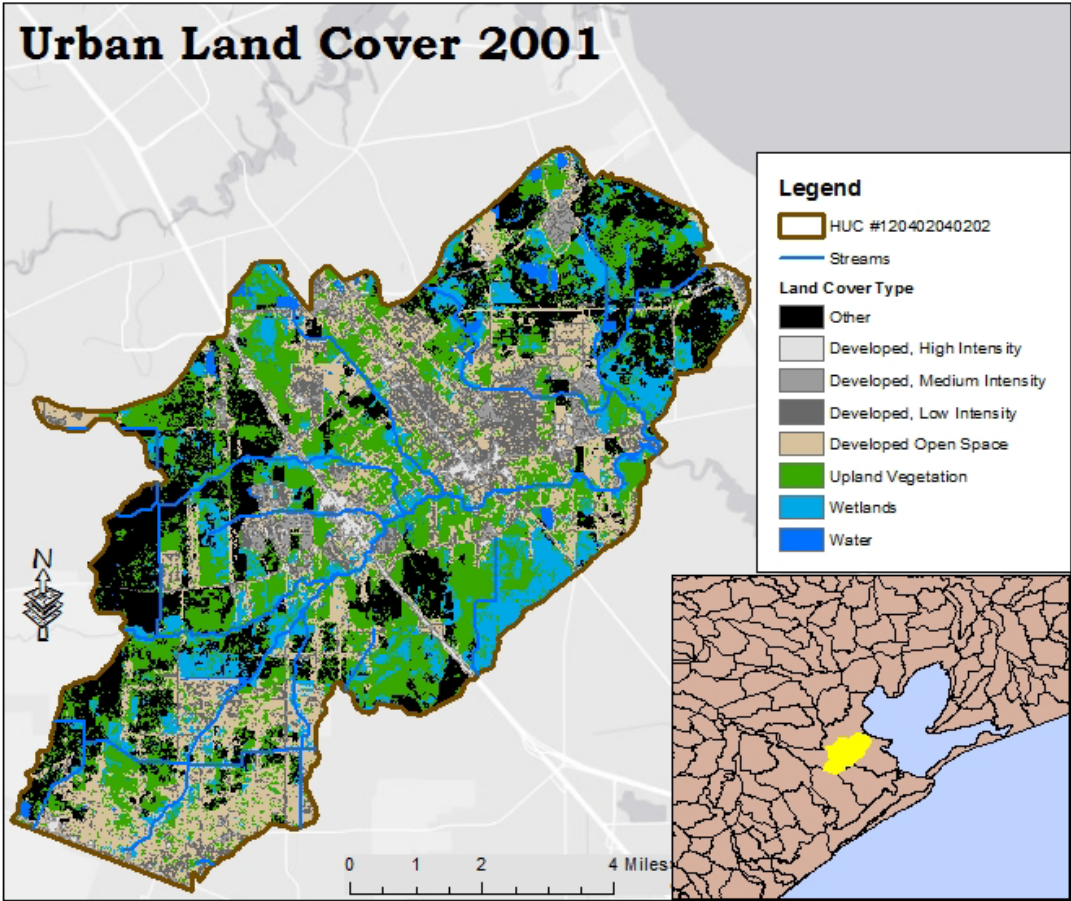 Urban Land Cover 2001
Legend
HUC #120402040202
Streams
Land Cover Type
Other
Developed, High Intensity
Developed, Medium Intensity
Developed, Low Intensity
Developed Open Space
Upland Vegetation
Wetlands
Water
N
0 1 2 4 Miles